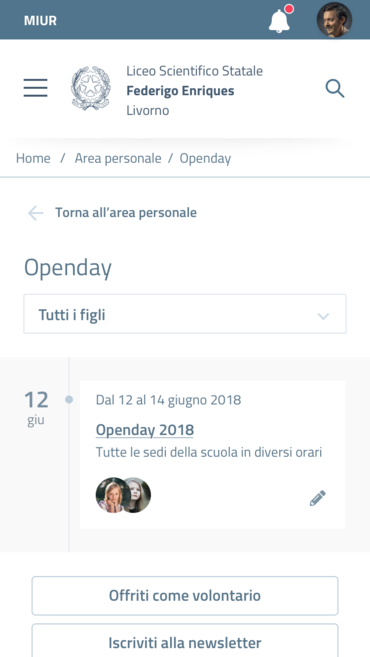 MIUR
Liceo Scientifico Statale
Federigo Enriques
Livorno
Home / Area personale / Openday
Torna all'area personale
Openday
Tutti i figli
12
giu
Dal 12 al 14 giugno 2018
Openday 2018
Tutte le sedi della scuola in diversi orari
Offriti come volontario
Iscriviti alla newsletter